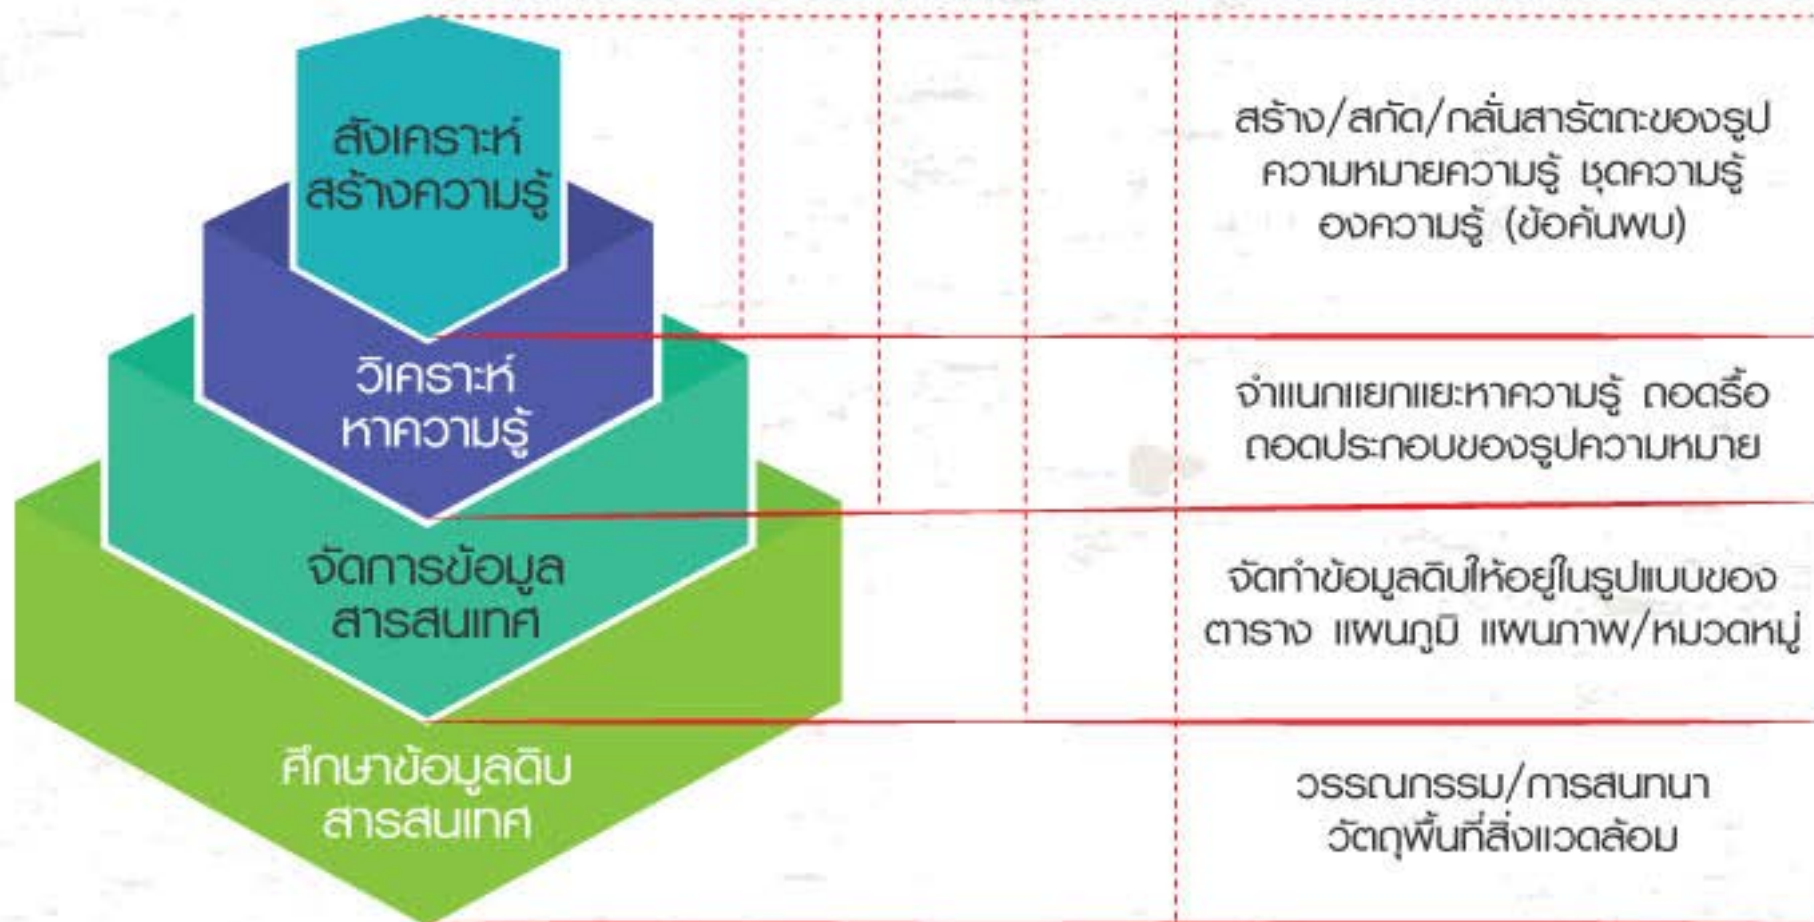 สังเคราะห์
สร้างความรู้
สร้าง/สกัด/กลั่นสารัตถะของรูป
ความหมายความรู้ ชุดความรู้
องความรู้ (ข้อค้นพบ)
วิเคราะห์
หาความรู้
จำแนกแยกแยะหาความรู้ ถอดรื้อ
ถอดประกอบของรูปความหมาย
จัดการข้อมูล
สารสนเทศ
จัดทำข้อมูลดิบให้อยู่ในรูปแบบของ
ตาราง แผนภูมิ แผนภาพ/หมวดหมู่
ศึกษาข้อมูลดิบ
สารสนเทศ
วรรณกรรม/การสนทนา
วัตถุพื้นที่สิ่งแวดล้อม